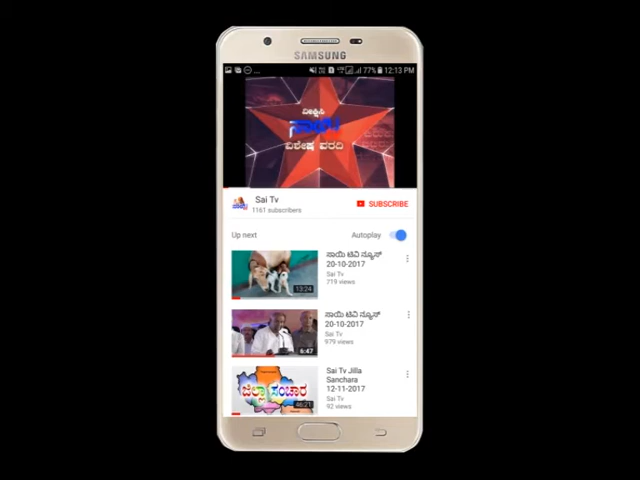 SAMSUNG
77% 12:13 PM
ವೀಕ್ಷಿಸಿ
ವಿಶೇಷ ವರದಿ
Sai Tv
1161 subscribers
SUBSCRIBE
Up next
Autoplay
ಸಾಯಿ ಟಿವಿ ನ್ಯೂಸ್
20-10-2017
Sai Tv
719 views
13:24
ಸಾಯಿ ಟಿವಿ ನ್ಯೂಸ್
20-10-2017
Sai Tv
979 views
6:47
Sai Tv Jilla
Sanchara
12-11-2017
Sai Tv
92 views
ಜಿಲ್ಲಾ ಸಂಚಾರ
46:21